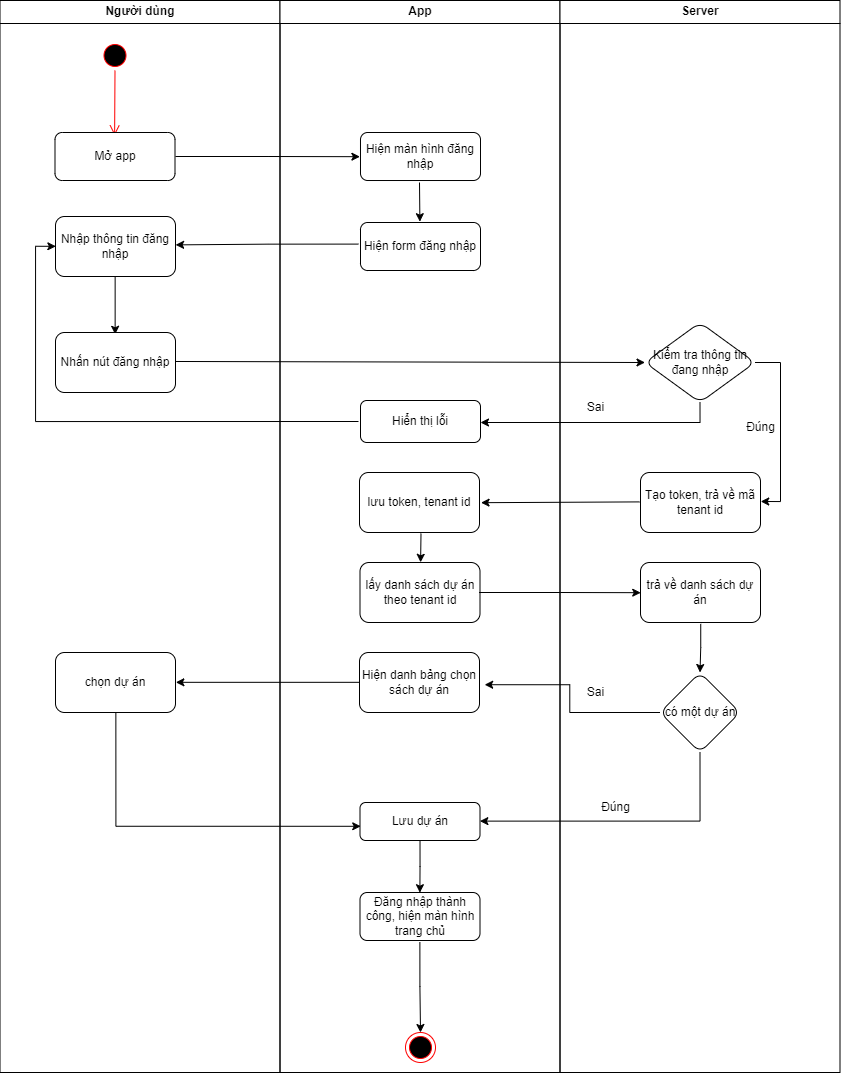 Người dùng
App
Server
Mở app
Hiện màn hình đăng
nhập
Nhập thông tin đăng
nhập
Hiện form đăng nhập
Nhấn nút đăng nhập
Kiểm tra thông tin
đang nhập
Sai
Hiển thị lỗi
Đúng
lưu token, tenant id
Tạo token, trả về mã
tenant id
lấy danh sách dự án
theo tenant id
trả về danh sách dự
án
chọn dự án
Hiện danh bảng chọn
sách dự án
Sai
có một dự án
Đúng
Lưu dự án
Đăng nhập thành
công, hiện màn hình
trang chủ